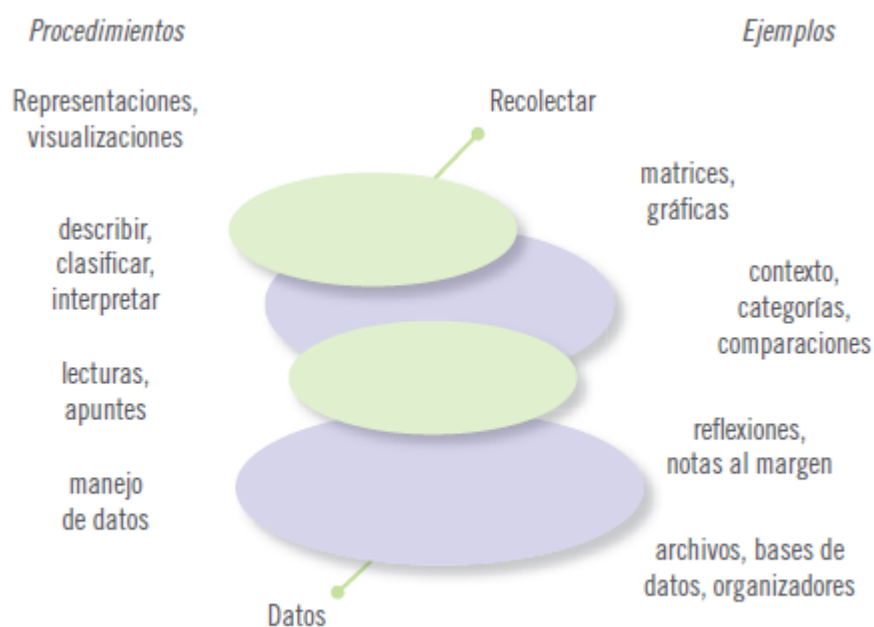 Procedimientos
Ejemplos
Representaciones,
visualizaciones
Recolectar
matrices,
gráficas
describir,
clasificar,
interpretar
contexto,
categorías,
comparaciones
lecturas,
apuntes
reflexiones,
notas al margen
manejo
de datos
archivos, bases de
datos, organizadores
Datos